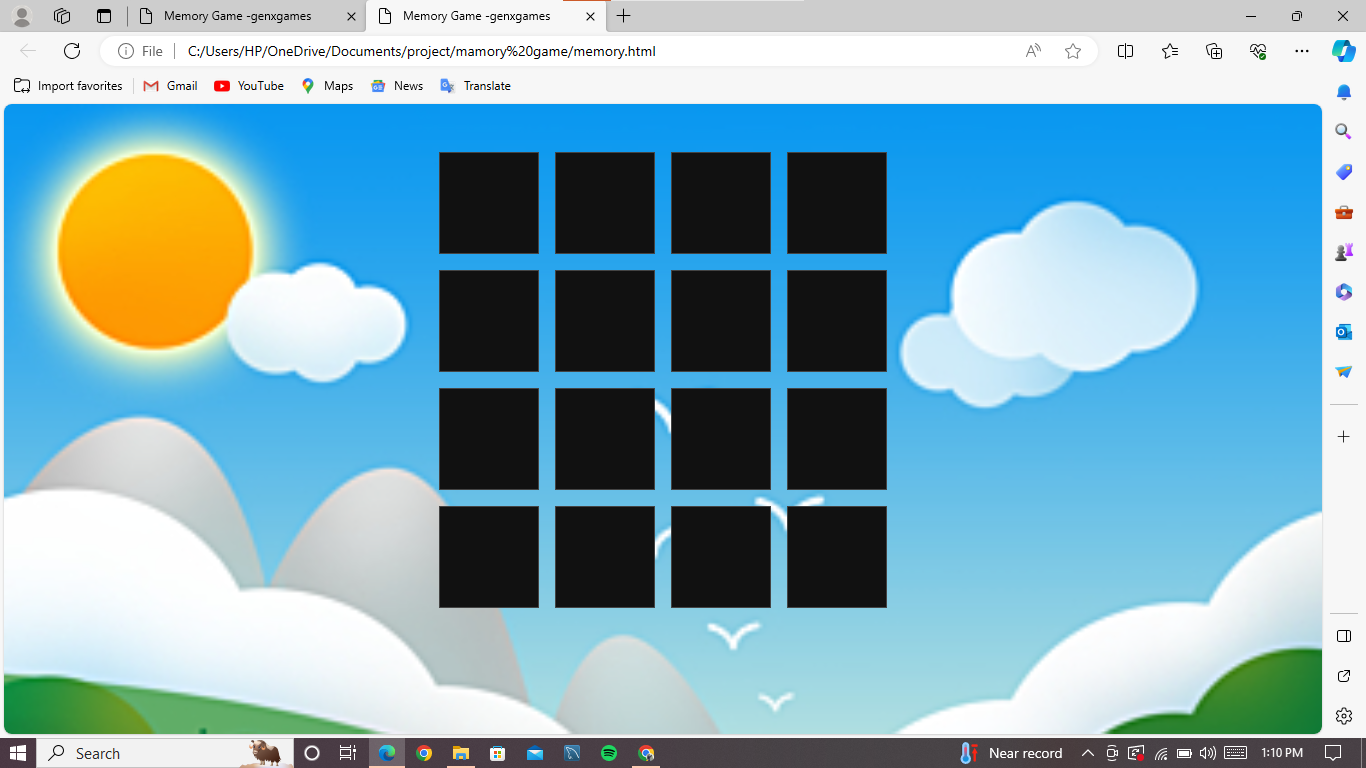 Memory Game -genxgames
Memory Game -genxgames
File
C:/Users/HP/OneDrive/Documents/project/mamory%20game/memory.html
Import favorites
Gmail
YouTube
Maps
News
Translate
Search
Near record
1:10 PM